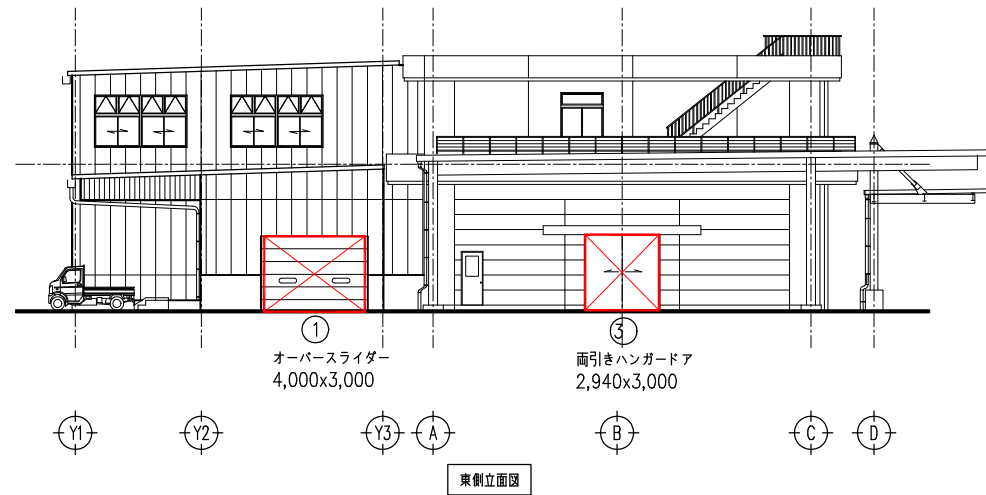 1
3
オーバースライダー
4,000x3,000
両引きハンガードア
2,940x3,000
Y1
Y2
Y3
A
B
C
D
東側立面図